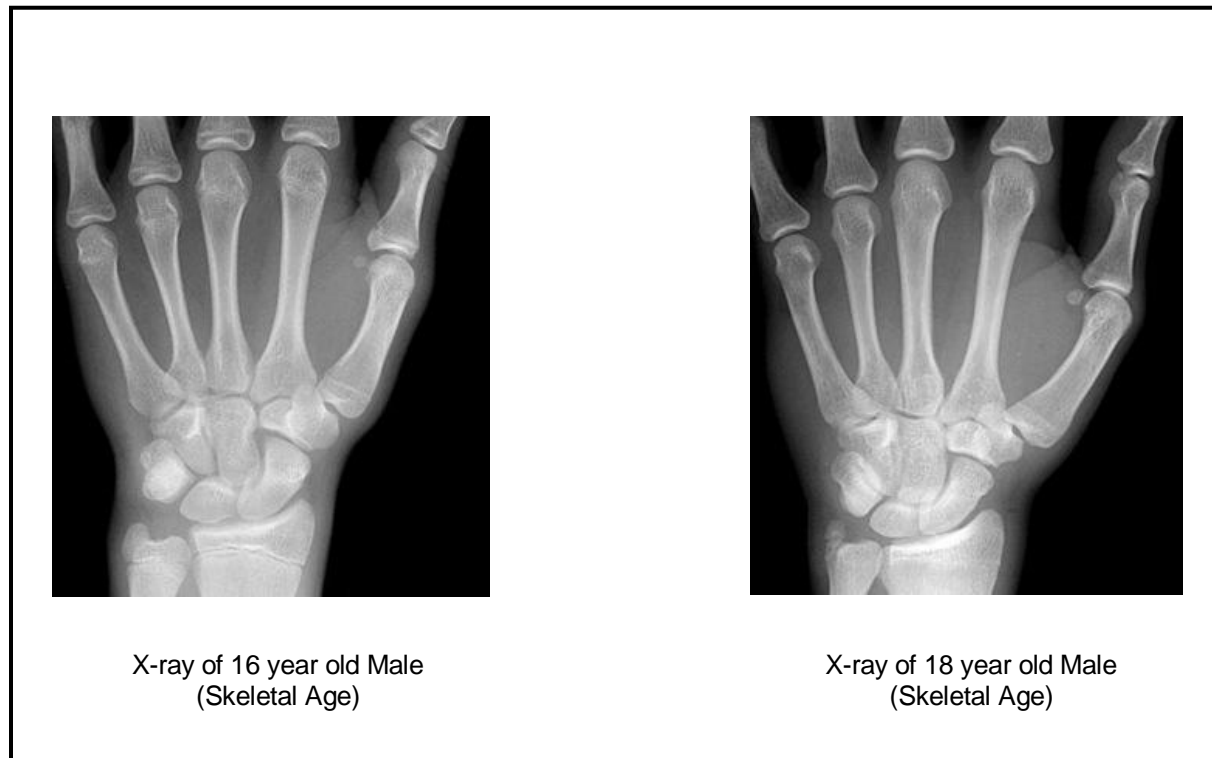 X-ray of 16 year old Male
(Skeletal Age)
X-ray of 18 year old Male
(Skeletal Age)